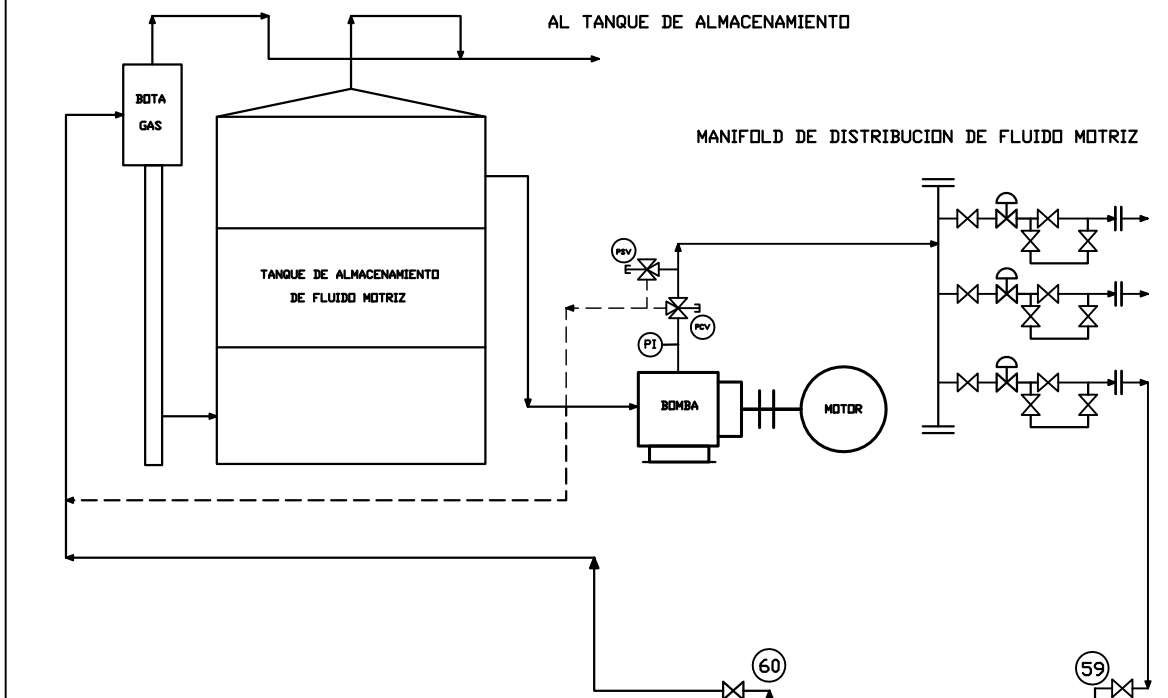 AL TANQUE DE ALMACENAMIENTO
BOTA
GAS
MANIFOLD DE DISTRIBUCION DE FLUIDO MOTRIZ
TANQUE DE ALMACENAMIENTO
DE FLUIDO MOTRIZ
PSV
PCV
PI
BOMBA
MOTOR
60
59